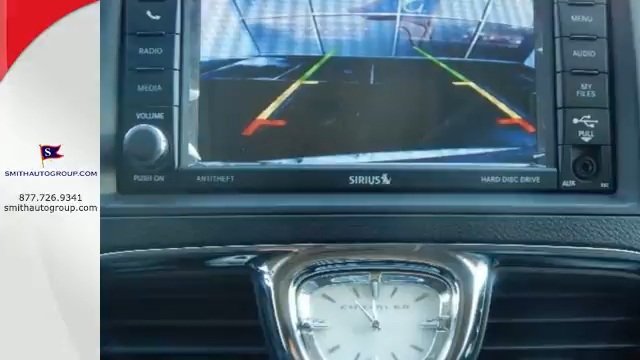 S
SMITHAUTOGROUP.COM
877.726.9341
smithautogroup.com
RADIO
MEDIA
VOLUME
PUSH ON
ANTITHEFT
SIRIUS
HARD DISC DRIVE
MENU
AUDIO
MY
FILES
PULL
AUX
CHRYSLER